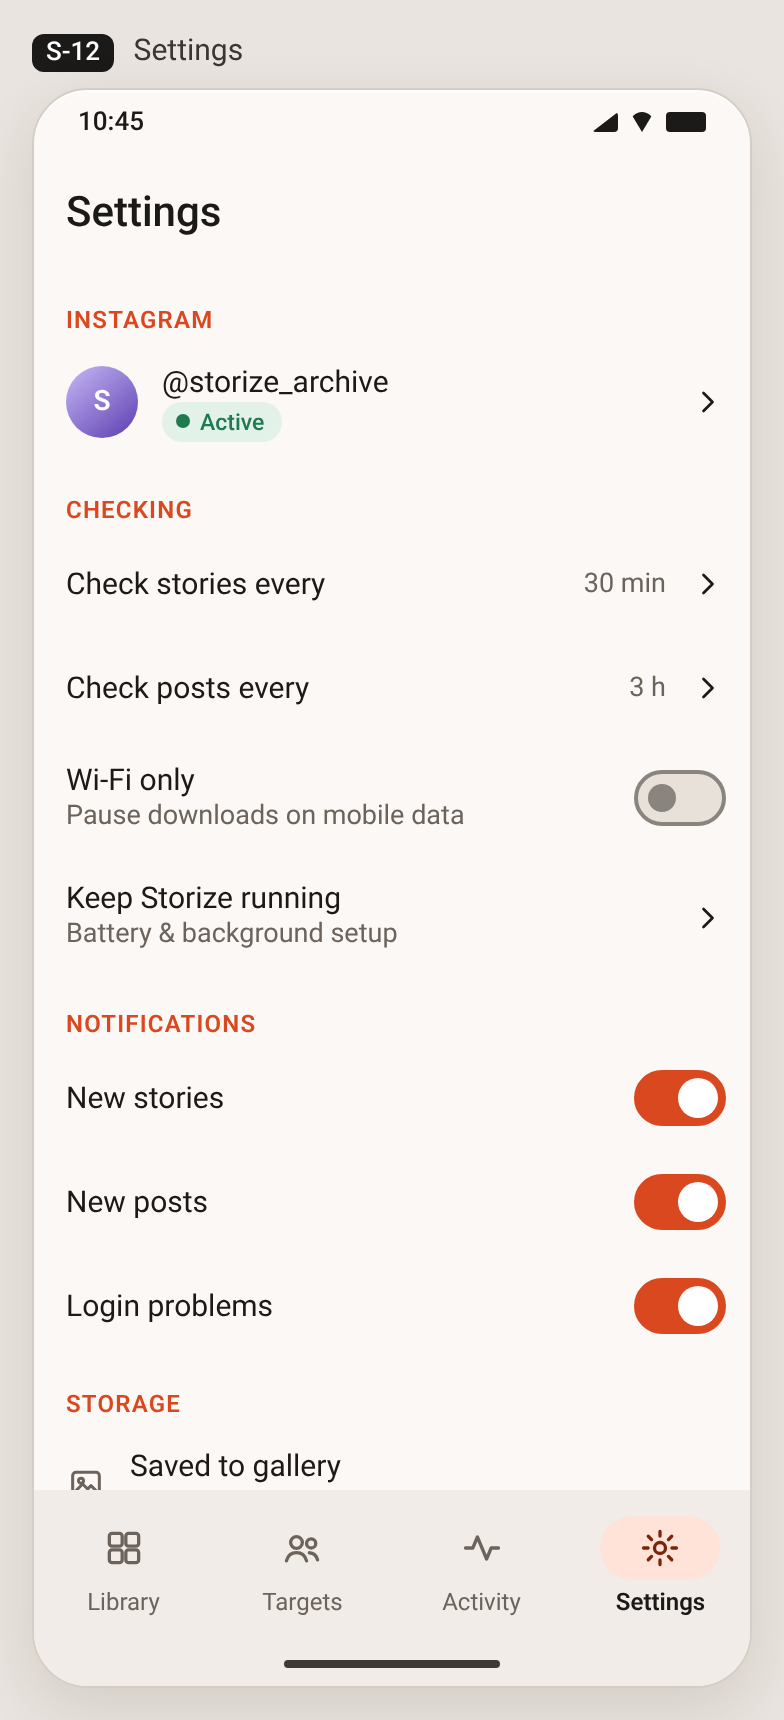 S-12 Settings
10:45
Settings
INSTAGRAM
S
@storize_archive
Active
CHECKING
Check stories every 30 min
Check posts every 3 h
Wi-Fi only
Pause downloads on mobile data
Keep Storize running
Battery & background setup
NOTIFICATIONS
New stories
New posts
Login problems
STORAGE
Saved to gallery
Library Targets Activity Settings